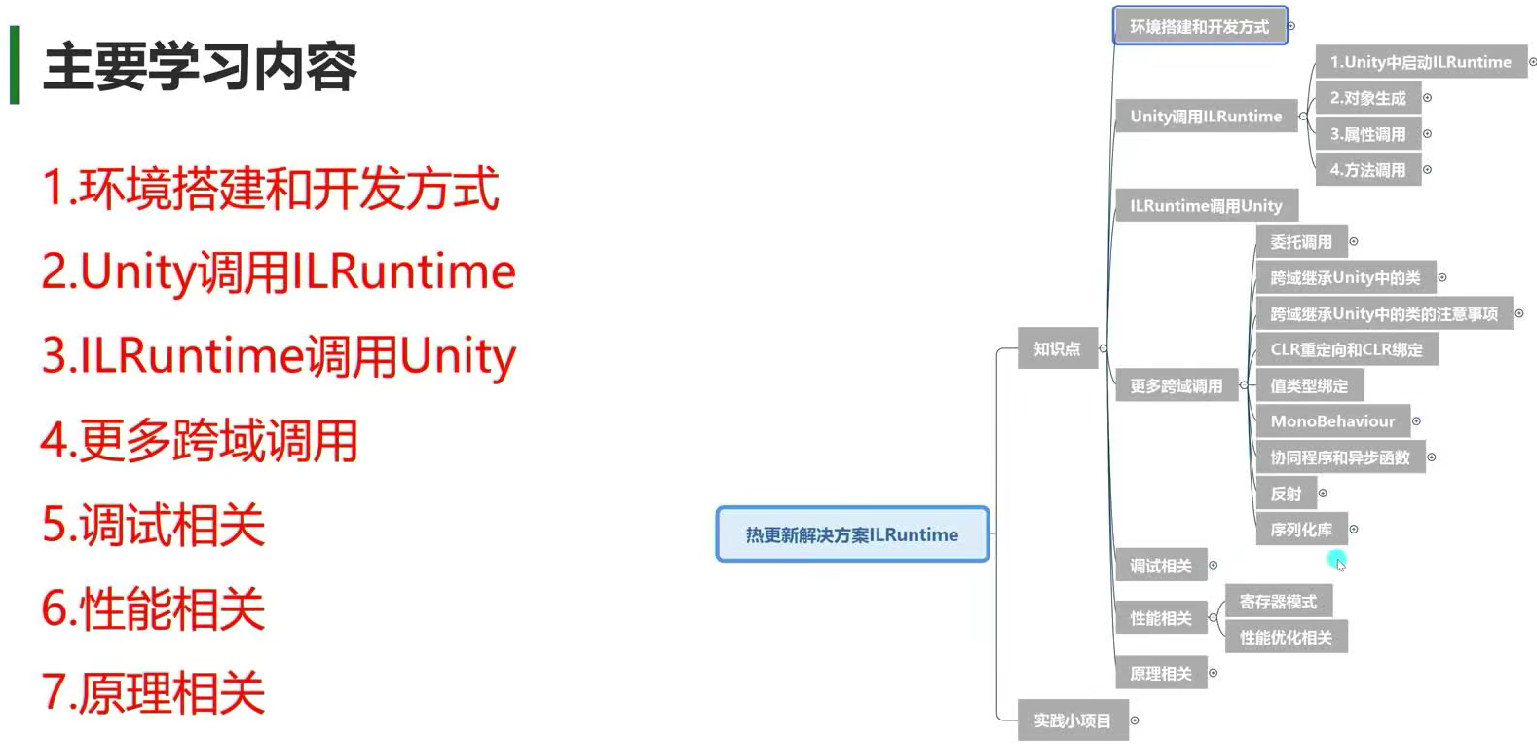 主要学习内容
1.环境搭建和开发方式
2.Unity调用ILRuntime
3.ILRuntime调用Unity
4.更多跨域调用
5.调试相关
6.性能相关
7.原理相关
热更新解决方案ILRuntime
知识点
环境搭建和开发方式
Unity调用ILRuntime
1.Unity中启动ILRuntime
2.对象生成
3.属性调用
4.方法调用
ILRuntime调用Unity
更多跨域调用
委托调用
跨域继承Unity中的类
跨域继承Unity中的类的注意事项
CLR重定向和CLR绑定
值类型绑定
MonoBehaviour
协同程序和异步函数
反射
序列化库
调试相关
性能相关
寄存器模式
性能优化相关
原理相关
实践小项目